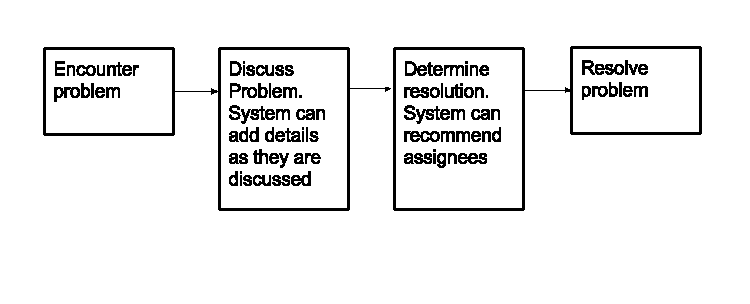 Encounter
problem
Discuss
Problem.
System can
add details
as they are
discussed
Determine
resolution.
System can
recommend
assignees
Resolve
problem